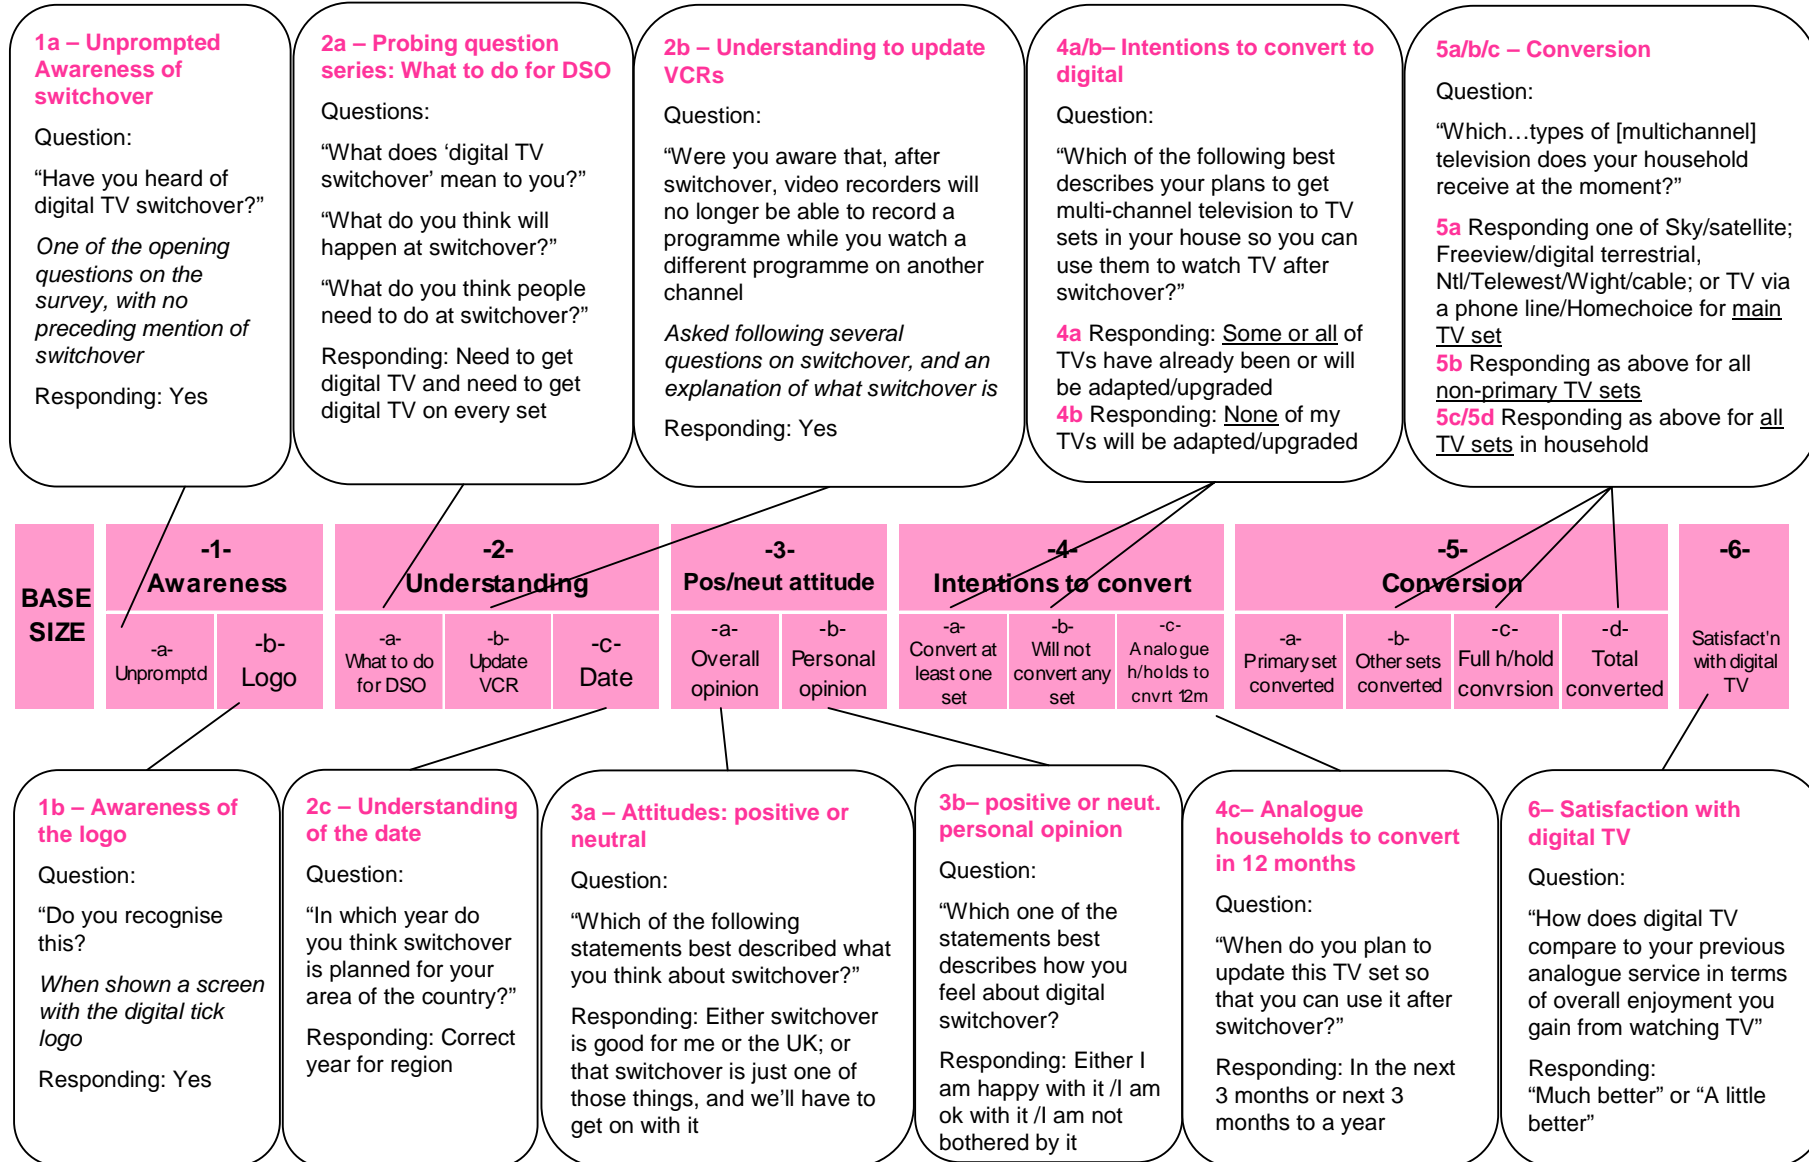 1a – Unprompted
Awareness of
switchover
Question:
“Have you heard of
digital TV switchover?”
One of the opening
questions on the
survey, with no
preceding mention of
switchover
Responding: Yes
2a – Probing question
series: What to do for DSO
Questions:
“What does ‘digital TV
switchover’ mean to you?”
“What do you think will
happen at switchover?”
“What do you think people
need to do at switchover?”
Responding: Need to get
digital TV and need to get
digital TV on every set
2b – Understanding to update
VCRs
Question:
“Were you aware that, after
switchover, video recorders will
no longer be able to record a
programme while you watch a
different programme on another
channel
Asked following several
questions on switchover, and an
explanation of what switchover is
Responding: Yes
4a/b– Intentions to convert to
digital
Question:
“Which of the following best
describes your plans to get
multi-channel television to TV
sets in your house so you can
use them to watch TV after
switchover?”
4a Responding: Some or all of
TVs have already been or will
be adapted/upgraded
4b Responding: None of my
TVs will be adapted/upgraded
5a/b/c – Conversion
Question:
“Which…types of [multichannel]
television does your household
receive at the moment?”
5a Responding one of Sky/satellite;
Freeview/digital terrestrial,
Ntl/Telewest/Wight/cable; or TV via
a phone line/Homechoice for main
TV set
5b Responding as above for all
non-primary TV sets
5c/5d Responding as above for all
TV sets in household
BASE
SIZE
-1-
Awareness
-a-
Unpromptd
-b-
Logo
-2-
Understanding
-a-
What to do
for DSO
-b-
Update
VCR
-c-
Date
-3-
Pos/neut attitude
-a-
Overall
opinion
-b-
Personal
opinion
-4-
Intentions to convert
-a-
Convert at
least one
set
-b-
Will not
convert any
set
-c-
Analogue
h/holds to
cnvrt 12m
-5-
Conversion
-a-
Primary set
converted
-b-
Other sets
converted
-c-
Full h/hold
convrsion
-d-
Total
converted
-6-
Satisfact'n
with digital
TV
1b – Awareness of
the logo
Question:
“Do you recognise
this?
When shown a screen
with the digital tick
logo
Responding: Yes
2c – Understanding
of the date
Question:
“In which year do
you think switchover
is planned for your
area of the country?”
Responding: Correct
year for region
3a – Attitudes: positive or
neutral
Question:
“Which of the following
statements best described what
you think about switchover?”
Responding: Either switchover
is good for me or the UK; or
that switchover is just one of
those things, and we’ll have to
get on with it
3b– positive or neut.
personal opinion
Question:
“Which one of the
statements best
describes how you
feel about digital
switchover?
Responding: Either I
am happy with it /I am
ok with it /I am not
bothered by it
4c– Analogue
households to convert
in 12 months
Question:
“When do you plan to
update this TV set so
that you can use it after
switchover?”
Responding: In the next
3 months or next 3
months to a year
6– Satisfaction with
digital TV
Question:
“How does digital TV
compare to your previous
analogue service in terms
of overall enjoyment you
gain from watching TV”
Responding:
“Much better” or “A little
better”